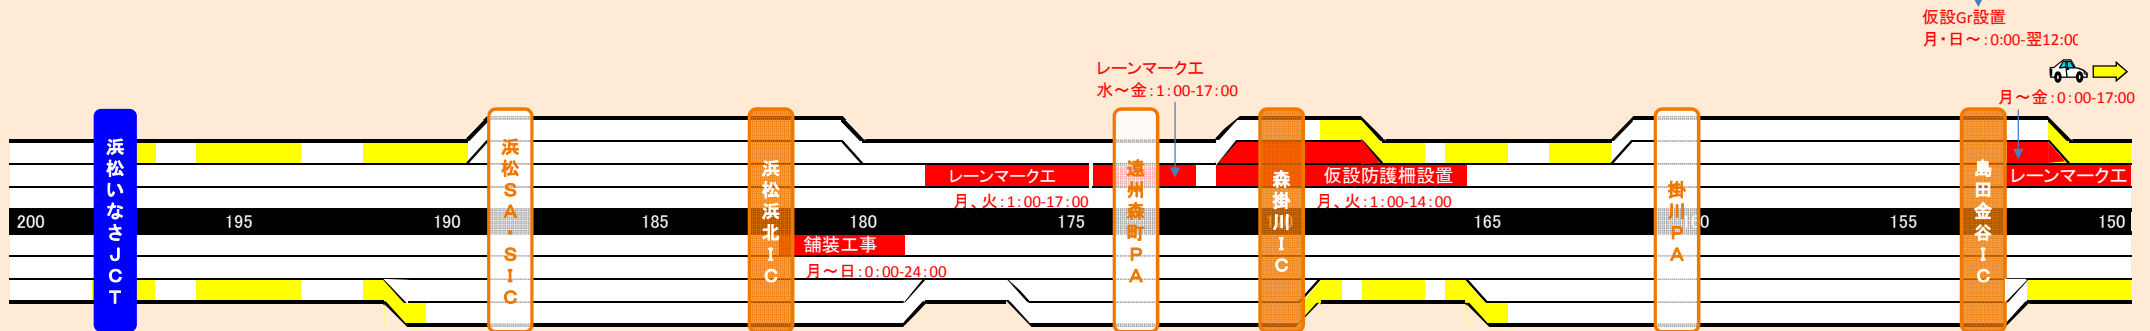 仮設Gr設置
月・日～:0:00-翌12:00
レーンマーク工
水～金:1:00-17:00
月～金:0:00-17:00
浜松いなさJCT
浜松SA・SIC
浜松浜北IC
遠州森町PA
森掛川IC
掛川PA
島田金谷IC
レーンマーク工
仮設防護柵設置
レーンマーク工
月、火:1:00-17:00
月、火:1:00-14:00
200 195 190 185 180 175 165 160 155 150
舗装工事
月～日:0:00-24:00